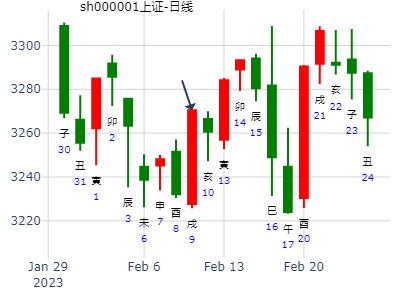 sh000001上证-日线
3300
3280
3260
3240
3220
子
30
丑
31
寅
1
卯
2
辰
3
未
6
申
7
酉
8
戌
9
亥
10
寅
13
卯
14
辰
15
巳
16
午
17
酉
20
戌
21
亥
22
子
23
丑
24
Jan 29
2023
Feb 6
Feb 13
Feb 20